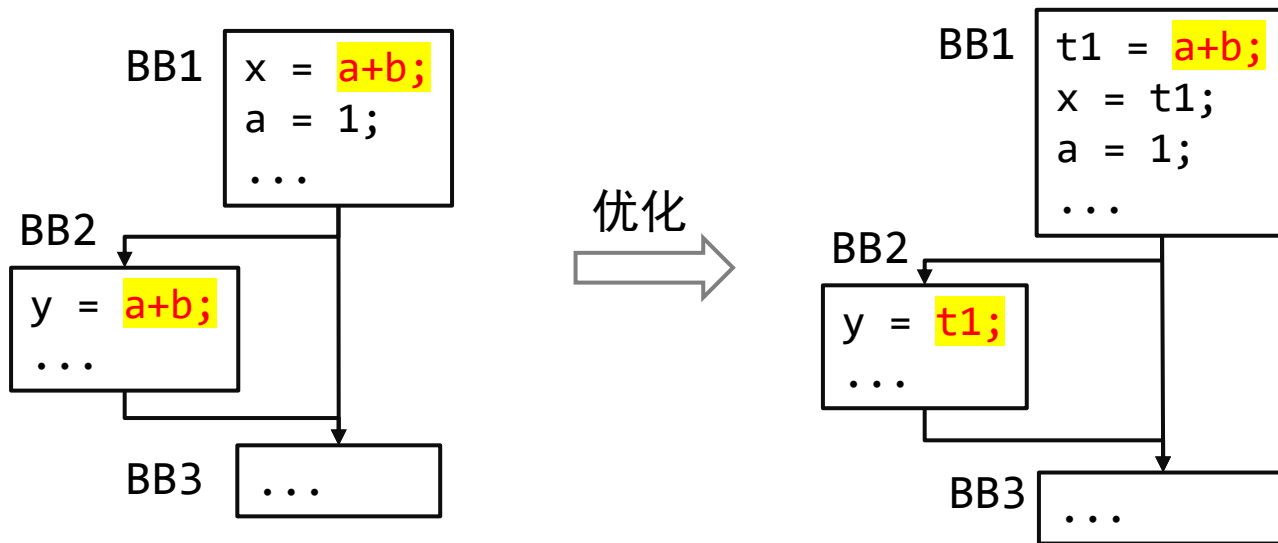 BB1
x = a+b;
a = 1;
...
BB2
y = a+b;
...
BB3
...
优化
BB1
t1 = a+b;
x = t1;
a = 1;
...
BB2
y = t1;
...
BB3
...